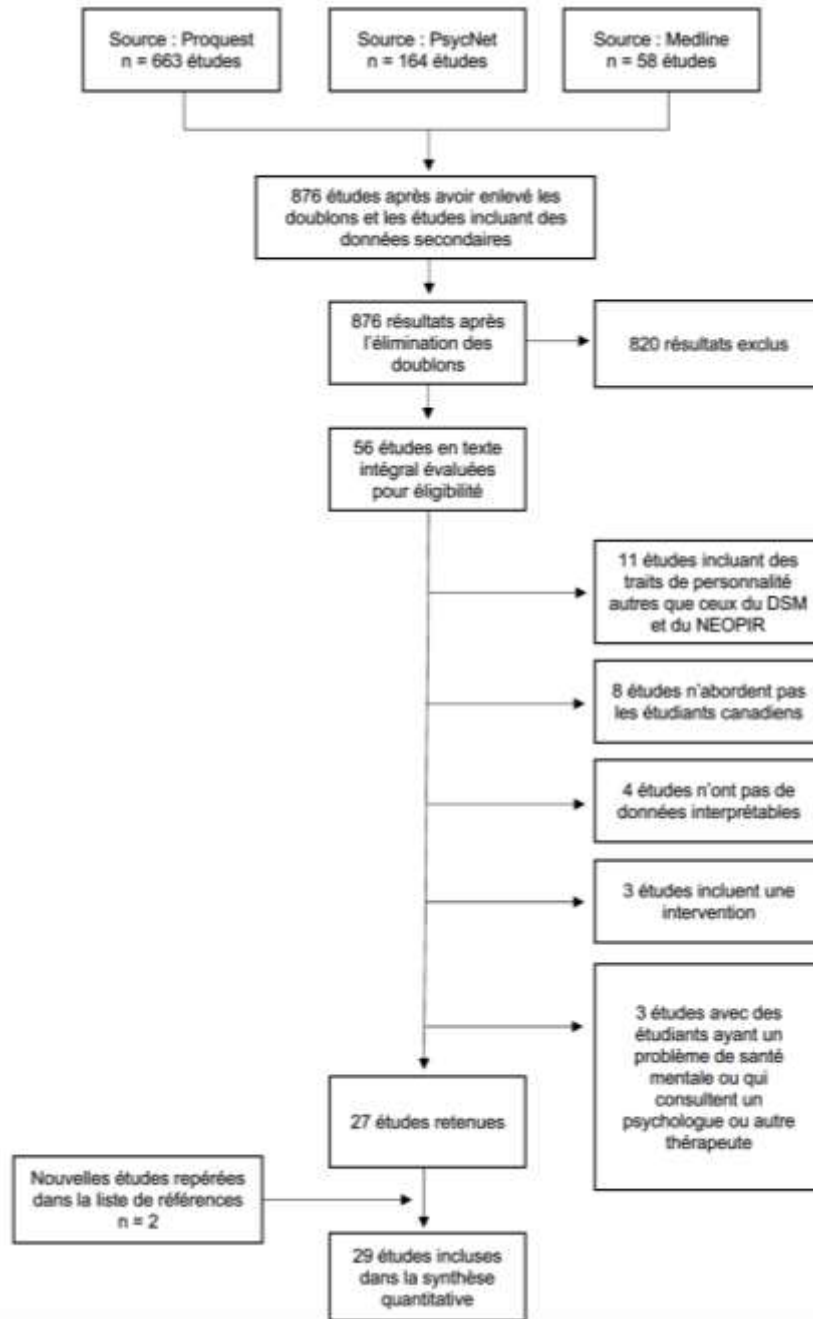 Source : Proquest
n = 663 études
Source : PsycNet
n = 164 études
Source : Medline
n = 58 études
876 études après avoir enlevé les
doublons et les études incluant des
données secondaires
876 résultats après
l'élimination des
doublons
820 résultats exclus
56 études en texte
intégral évaluées
pour éligibilité
11 études incluant des
traits de personnalité
autres que ceux du DSM
et du NEOPIR
8 études n'abordent pas
les étudiants canadiens
4 études n'ont pas de
données interprétables
3 études incluent une
intervention
3 études avec des
étudiants ayant un
problème de santé
mentale ou qui
consultent un
psychologue ou autre
thérapeute
27 études retenues
Nouvelles études repérées
dans la liste de références
n = 2
29 études incluses
dans la synthèse
quantitative